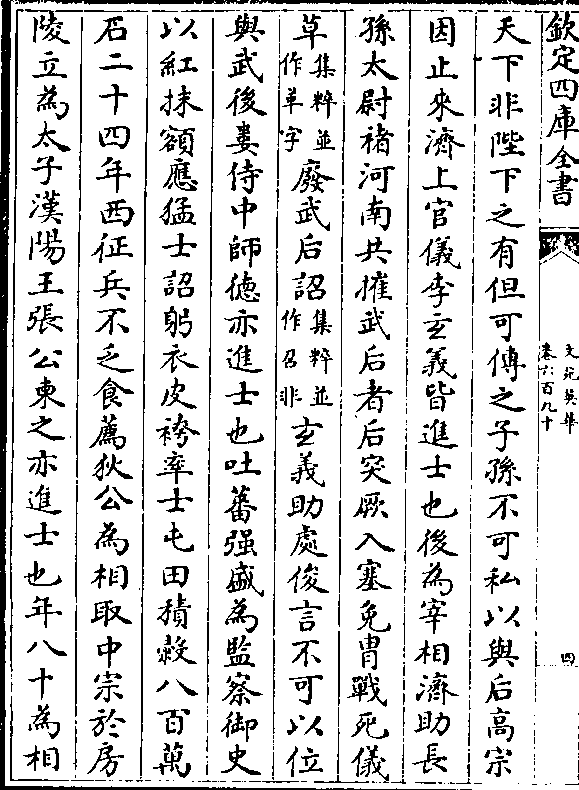 欽定四庫全書
文苑英華
卷六百九十
四
天下非陛下之有但可傳之子孫不可私以與后高宗
因止來濟上官儀李玄義皆進士也後為宰相濟助長
孫太尉褚河南共摧武后者后突厥入塞免胄戰死儀
草集粹並作革字廢武后詔集粹並作召非玄義助處俊言不可以位
與武後婁侍中師德亦進士也吐蕃强盛為監察御史
以紅抹額應猛士詔躬衣皮袴率士屯田積穀八百萬
石二十四年西征兵不乏食薦狄公為相取中宗於房
陵立為太子漢陽王張公柬之亦進士也年八十為相